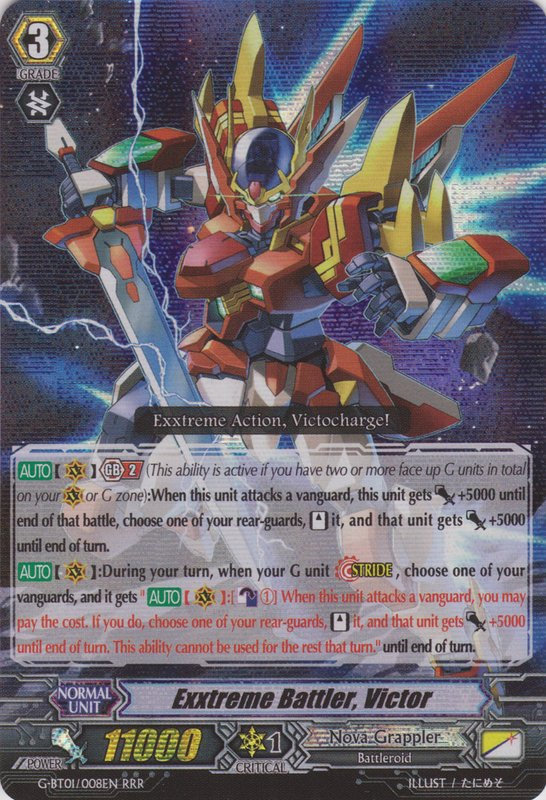 3
GRADE
Exxtreme Action, Victocharge!
AUTO[ ] GB 2 (This ability is active if you have two or more face up G units in total
on your or G zone):When this unit attacks a vanguard, this unit gets +5000 until
end of that battle, choose one of your rear-guards, it, and that unit gets +5000
until end of turn.
AUTO[ ]:During your turn, when your G unit STRIDE, choose one of your
vanguards, and it gets " AUTO[ ]:[ ①] When this unit attacks a vanguard, you may
pay the cost. If you do, choose one of your rear-guards, it, and that unit gets +5000
until end of turn. This ability cannot be used for the rest that turn." until end of turn.
NORMAL
UNIT
Exxtreme Battler, Victor
POWER
11000
1
CRITICAL
Nova Grappler
Battleroid
G-BT01/008EN RRR
ILLUST / たにめそ